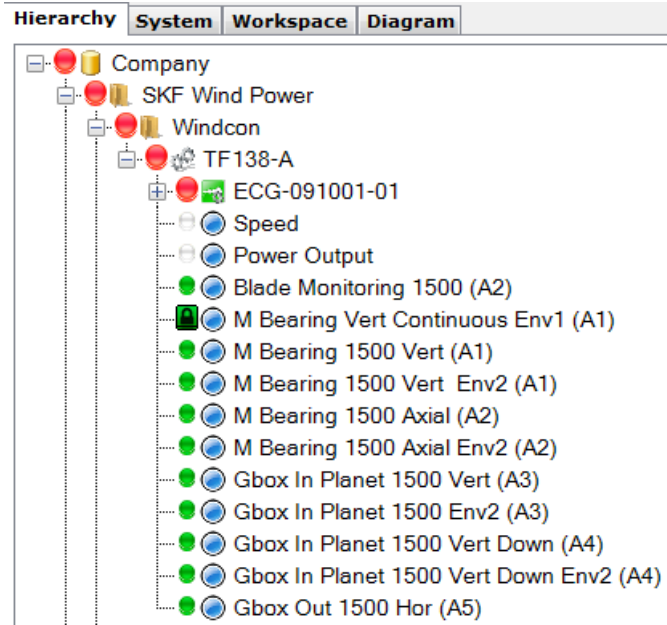 Hierarchy System Workspace Diagram
Company
SKF Wind Power
Windcon
TF138-A
ECG-091001-01
Speed
Power Output
Blade Monitoring 1500 (A2)
M Bearing Vert Continuous Env1 (A1)
M Bearing 1500 Vert (A1)
M Bearing 1500 Vert  Env2 (A1)
M Bearing 1500 Axial (A2)
M Bearing 1500 Axial Env2 (A2)
Gbox In Planet 1500 Vert (A3)
Gbox In Planet 1500 Env2 (A3)
Gbox In Planet 1500 Vert Down (A4)
Gbox In Planet 1500 Vert Down Env2 (A4)
Gbox Out 1500 Hor (A5)